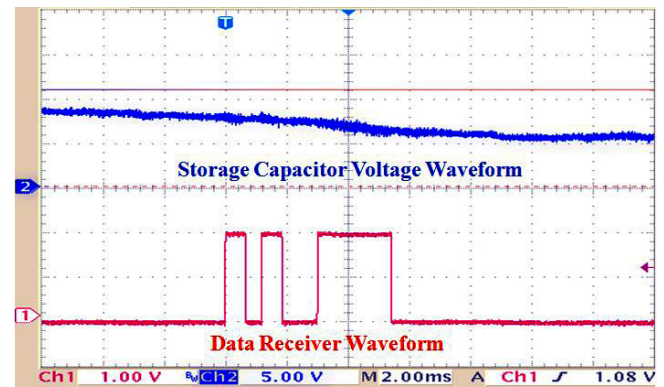 T
2
Storage Capacitor Voltage Waveform
1
Data Receiver Waveform
Ch1 1.00 V BW Ch2 5.00 V M 2.00ms A Ch1 ƒ 1.08 V